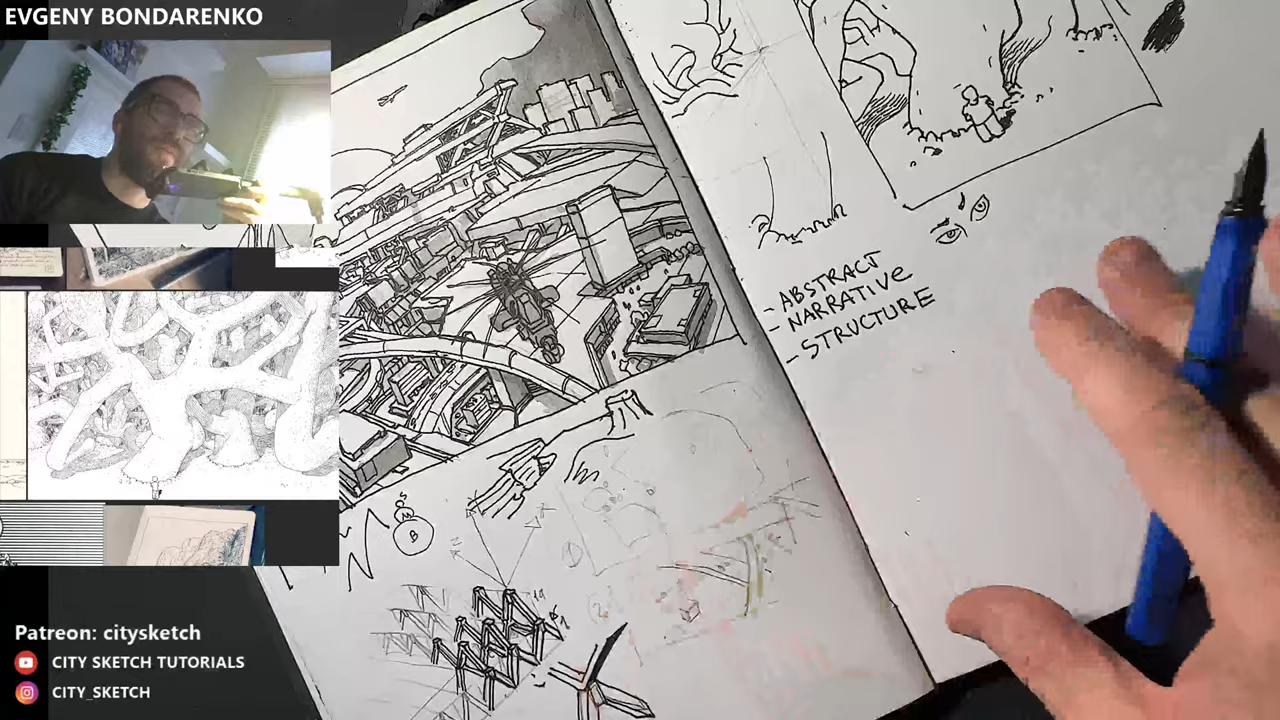 EVGENY BONDARENKO
- ABSTRACT
- NARRATIVE
- STRUCTURE
B
Patreon: citysketch
CITY SKETCH TUTORIALS
CITY_SKETCH